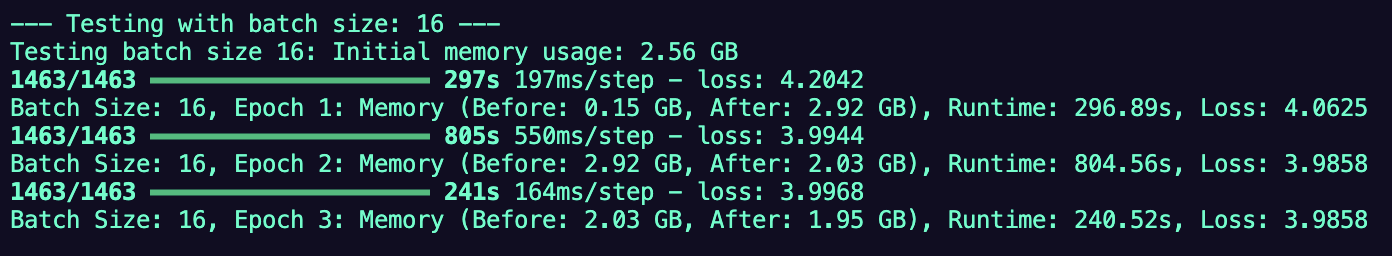 --- Testing with batch size: 16 ---
Testing batch size 16: Initial memory usage: 2.56 GB
1463/1463 ━━━━━━━━━━━━━━━━━━━━ 297s 197ms/step - loss: 4.2042
Batch Size: 16, Epoch 1: Memory (Before: 0.15 GB, After: 2.92 GB), Runtime: 296.89s, Loss: 4.0625
1463/1463 ━━━━━━━━━━━━━━━━━━━━ 805s 550ms/step - loss: 3.9944
Batch Size: 16, Epoch 2: Memory (Before: 2.92 GB, After: 2.03 GB), Runtime: 804.56s, Loss: 3.9858
1463/1463 ━━━━━━━━━━━━━━━━━━━━ 241s 164ms/step - loss: 3.9968
Batch Size: 16, Epoch 3: Memory (Before: 2.03 GB, After: 1.95 GB), Runtime: 240.52s, Loss: 3.9858